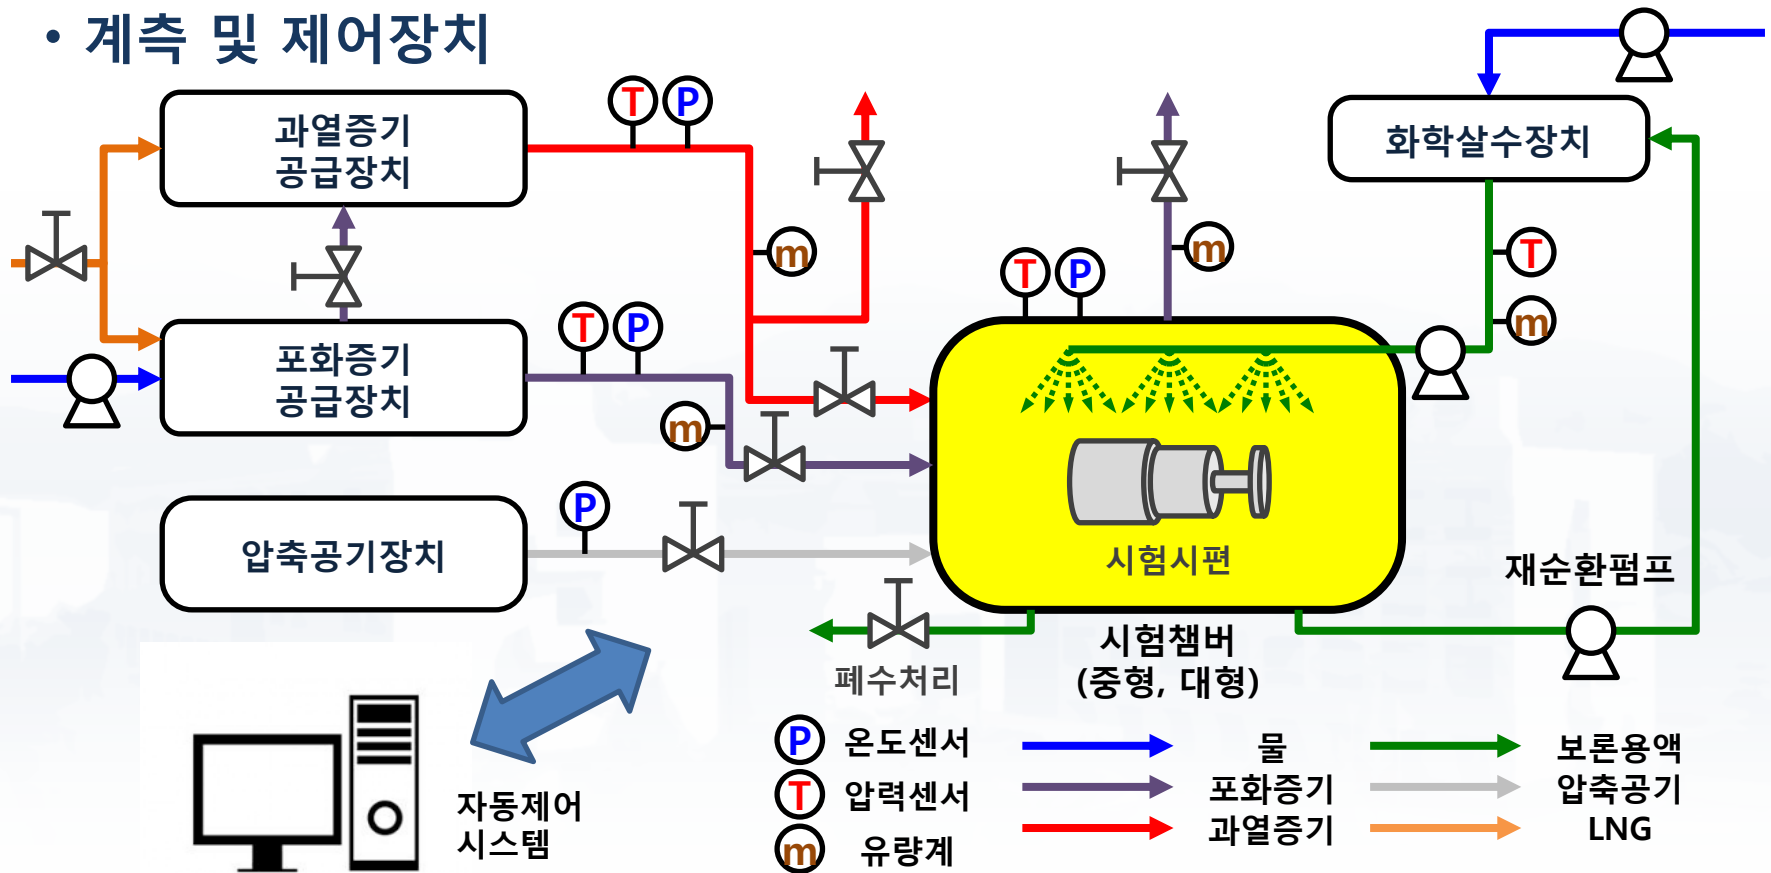 • 계측 및 제어장치
T P
과열증기
공급장치
화학살수장치
m
m
T
T P
T P
m
포화증기
공급장치
m
P
압축공기장치
시험시편
재순환펌프
시험챔버
(중형, 대형)
폐수처리
자동제어
시스템
P 온도센서
T 압력센서
m 유량계
물
포화증기
과열증기
보론용액
압축공기
LNG